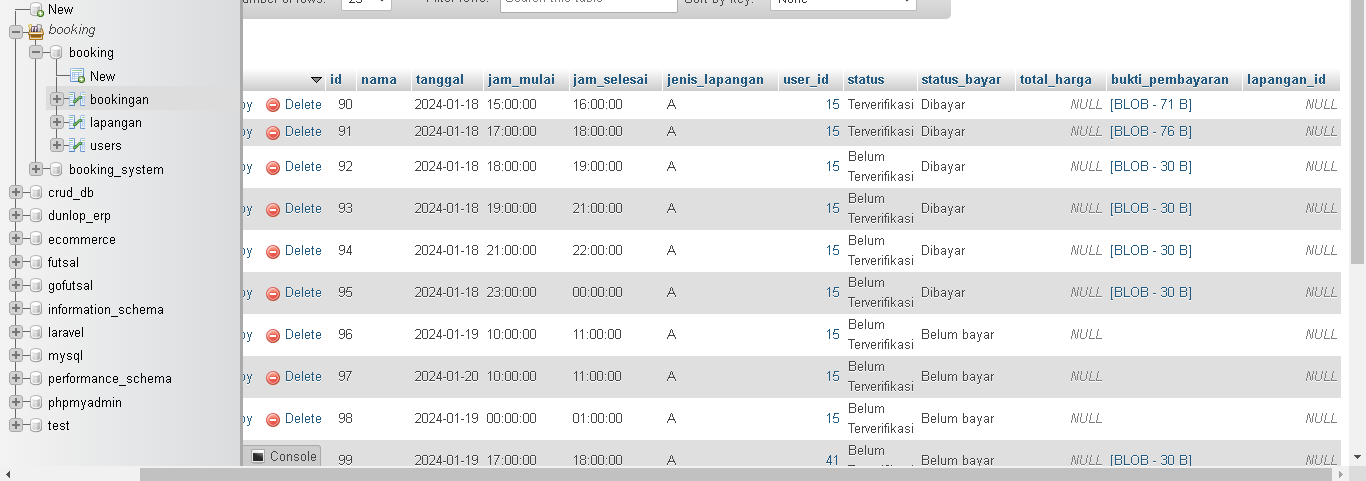 New
booking
booking
New
bookingan
lapangan
users
booking_system
crud_db
dunlop_erp
ecommerce
futsal
gofutsal
information_schema
laravel
mysql
performance_schema
phpmyadmin
test
umber of rows: 25 Filter rows: Search this table Sort by key: None
id nama tanggal jam_mulai jam_selesai jenis_lapangan user_id status status_bayar total_harga bukti_pembayaran lapangan_id
py Delete 90 2024-01-18 15:00:00 16:00:00 A 15 Terverifikasi Dibayar NULL [BLOB - 71 B] NULL
py Delete 91 2024-01-18 17:00:00 18:00:00 A 15 Terverifikasi Dibayar NULL [BLOB - 76 B] NULL
py Delete 92 2024-01-18 18:00:00 19:00:00 A 15 Belum Terverifikasi Dibayar NULL [BLOB - 30 B] NULL
py Delete 93 2024-01-18 19:00:00 21:00:00 A 15 Belum Terverifikasi Dibayar NULL [BLOB - 30 B] NULL
py Delete 94 2024-01-18 21:00:00 22:00:00 A 15 Belum Terverifikasi Dibayar NULL [BLOB - 30 B] NULL
py Delete 95 2024-01-18 23:00:00 00:00:00 A 15 Belum Terverifikasi Dibayar NULL [BLOB - 30 B] NULL
py Delete 96 2024-01-19 10:00:00 11:00:00 A 15 Belum Terverifikasi Belum bayar NULL NULL
py Delete 97 2024-01-20 10:00:00 11:00:00 A 15 Belum Terverifikasi Belum bayar NULL NULL
py Delete 98 2024-01-19 00:00:00 01:00:00 A 15 Belum Terverifikasi Belum bayar NULL NULL
Console 99 2024-01-19 17:00:00 18:00:00 A 41 Belum Terverifikasi Belum bayar NULL [BLOB - 30 B] NULL